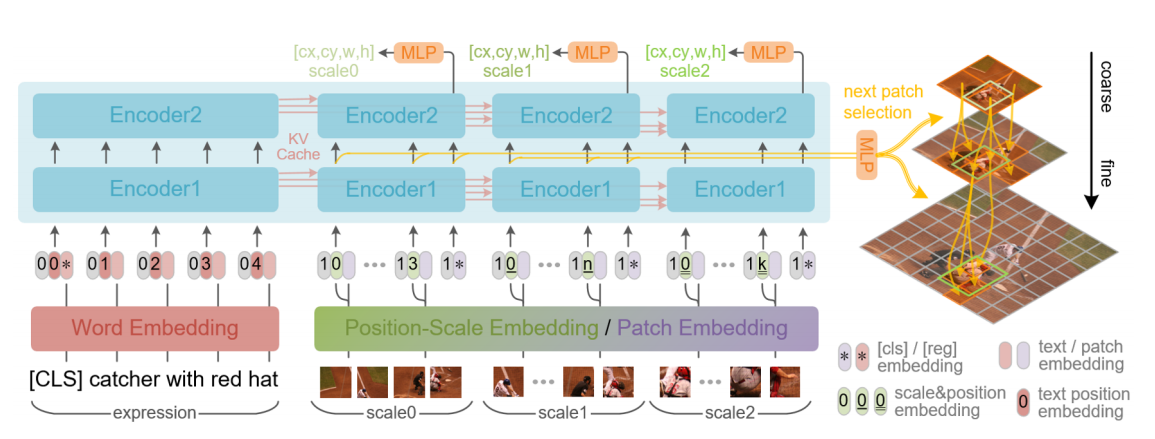 [cx,cy,w,h] MLP [cx,cy,w,h] MLP [cx,cy,w,h] MLP
scale0 scale1 scale2
next patch
selection
coarse
fine
Encoder2 Encoder2 Encoder2 Encoder2
KV
Cache
MLP
Encoder1 Encoder1 Encoder1 Encoder1
0 0 * 0 1 0 2 0 3 0 4 1 0 ... 1 3 1 * 1 0 ... 1 n 1 * 1 0 ... 1 k 1 *
Word Embedding
Position-Scale Embedding / Patch Embedding
[CLS] catcher with red hat
... ...
expression
scale0 scale1 scale2
* * [cls] / [reg]
embedding
text / patch
embedding
0 0 0 scale&position
embedding
0 text position
embedding